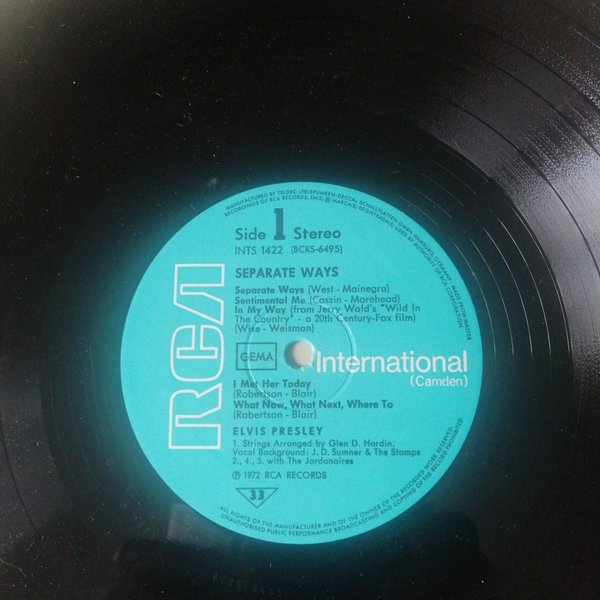 MANUFACTURED BY TELDEC »TELEFUNKEN-DECCA« SCHALLPLATTEN GMBH, HAMBURG, GERMANY, MADE FROM MASTER
RECORDINGS OF RCA RECORDS. TM(S) ® MARCA(S) REGISTRADA(S) USED BY AUTHORITY OF RCA CORPORATION
Side 1 Stereo
INTS 1422 (BCRS-6495)
SEPARATE WAYS
Separate Ways (West - Mainegra)
Sentimental Me (Cassin - Morehead)
In My Way (from Jerry Wald's "Wild In
The Country" - a 20th Century-Fox film)
(Wise - Weisman)
RCA
GEMA
International
(Camden)
I Met Her Today
(Robertson - Blair)
What Now, What Next, Where To
(Robertson - Blair)
ELVIS PRESLEY
1. Strings Arranged by Glen D. Hardin,
Vocal Background: J. D. Sumner & The Stamps
2., 4., 5. with The Jordanaires
℗ 1972 RCA RECORDS
33
ALL RIGHTS OF THE MANUFACTURER AND OF THE OWNER OF THE RECORDED WORK RESERVED.
UNAUTHORISED PUBLIC PERFORMANCE BROADCASTING AND COPYING OF THIS RECORD PROHIBITED